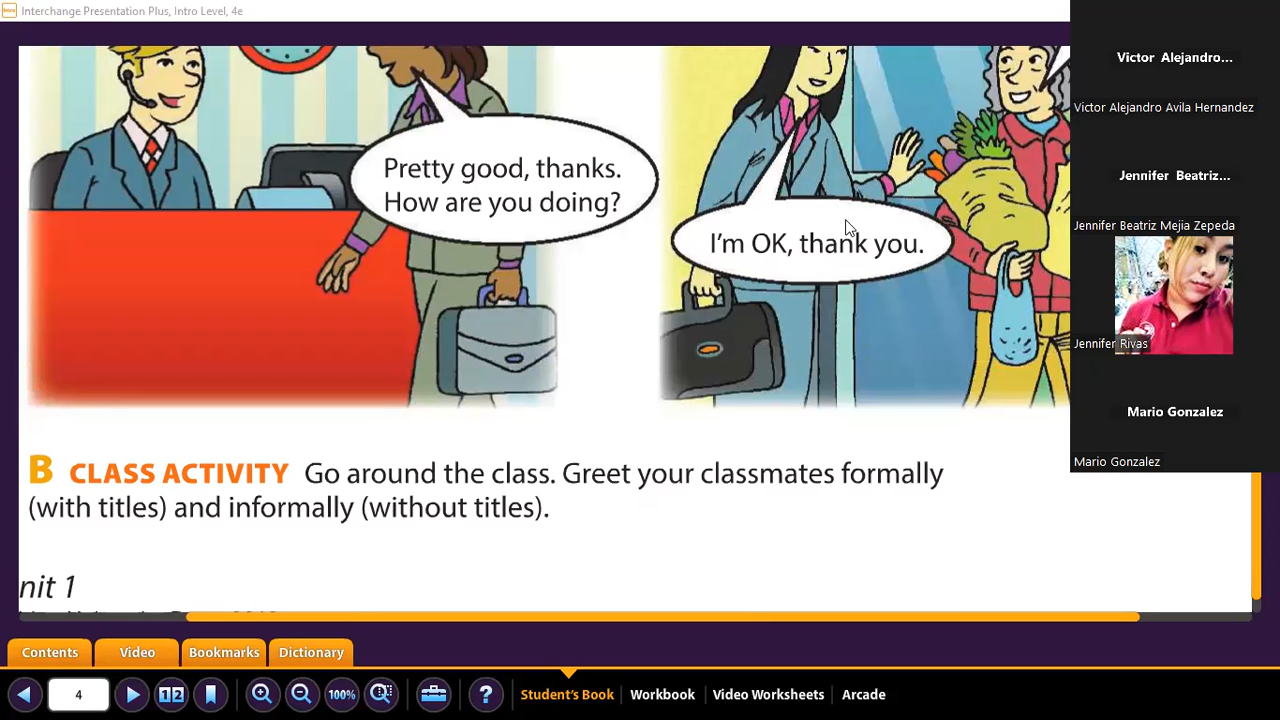 Interchange Presentation Plus, Intro Level, 4e
Pretty good, thanks.
How are you doing?
I'm OK, thank you.
B CLASS ACTIVITY Go around the class. Greet your classmates formally
(with titles) and informally (without titles).
nit 1
Victor Alejandro...
Victor Alejandro Avila Hernandez
Jennifer Beatriz...
Jennifer Beatriz Mejia Zepeda
Jennifer Rivas
Mario Gonzalez
Mario Gonzalez
Contents Video Bookmarks Dictionary
4 1 2 100% ? Student's Book Workbook Video Worksheets Arcade